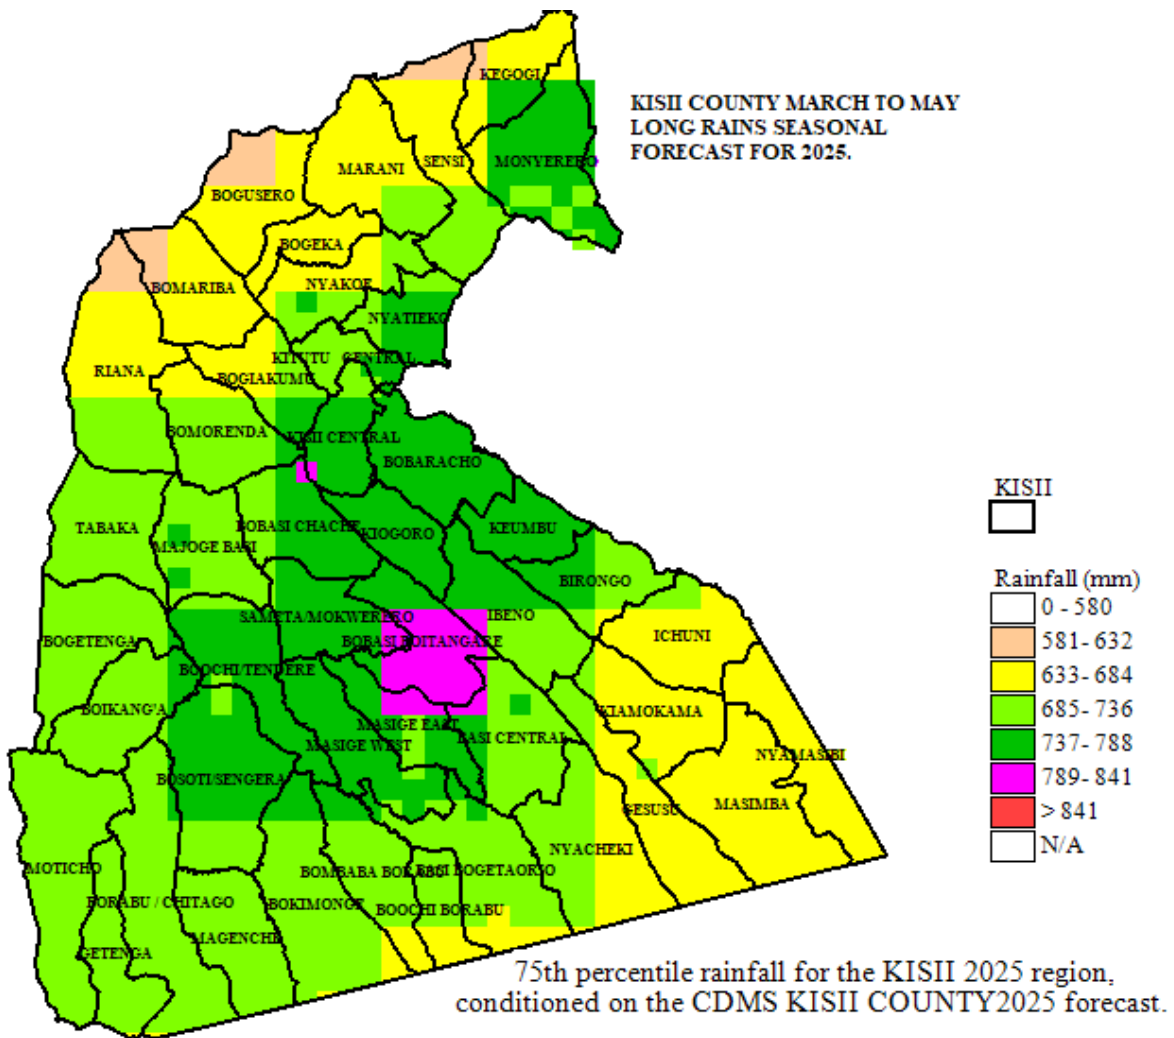 KEGOGI
KISII COUNTY MARCH TO MAY
LONG RAINS SEASONAL
FORECAST FOR 2025.
MARANI
SENSI
MONYERERO
BOGUSERO
BOGEKA
NYAKOE
BOMARIBA
NYATIEKO
KITUTU CENTRAL
RIANA
BOGIAKUMU
BOMORENDA
KISII CENTRAL
BOBARACHO
TABAKA
MAJOGE BASI
BOBASI CHACHE
KIOGORO
KEUMBU
BIRONGO
IBENO
SAMETA/MOKWERERO
BOBASI BOITANGARE
ICHUNI
BOGETENGA
BOOCHI/TENDERE
BOIKANG'A
MASIGE EAST
MASIGE WEST
BASI CENTRAL
KIAMOKAMA
NYAMASIBI
BOSOTI/SENGERA
GESUSU
MASIMBA
NYACHEKI
MOTICHO
BOMBABA BORABU
BASI BOGETAORIO
BORABU / CHITAGO
BOKIMONGE
BOOCHI BORABU
MAGENCHE
GETENGA
KISII
Rainfall (mm)
0 - 580
581- 632
633- 684
685- 736
737- 788
789- 841
> 841
N/A
75th percentile rainfall for the KISII 2025 region,
conditioned on the CDMS KISII COUNTY2025 forecast.